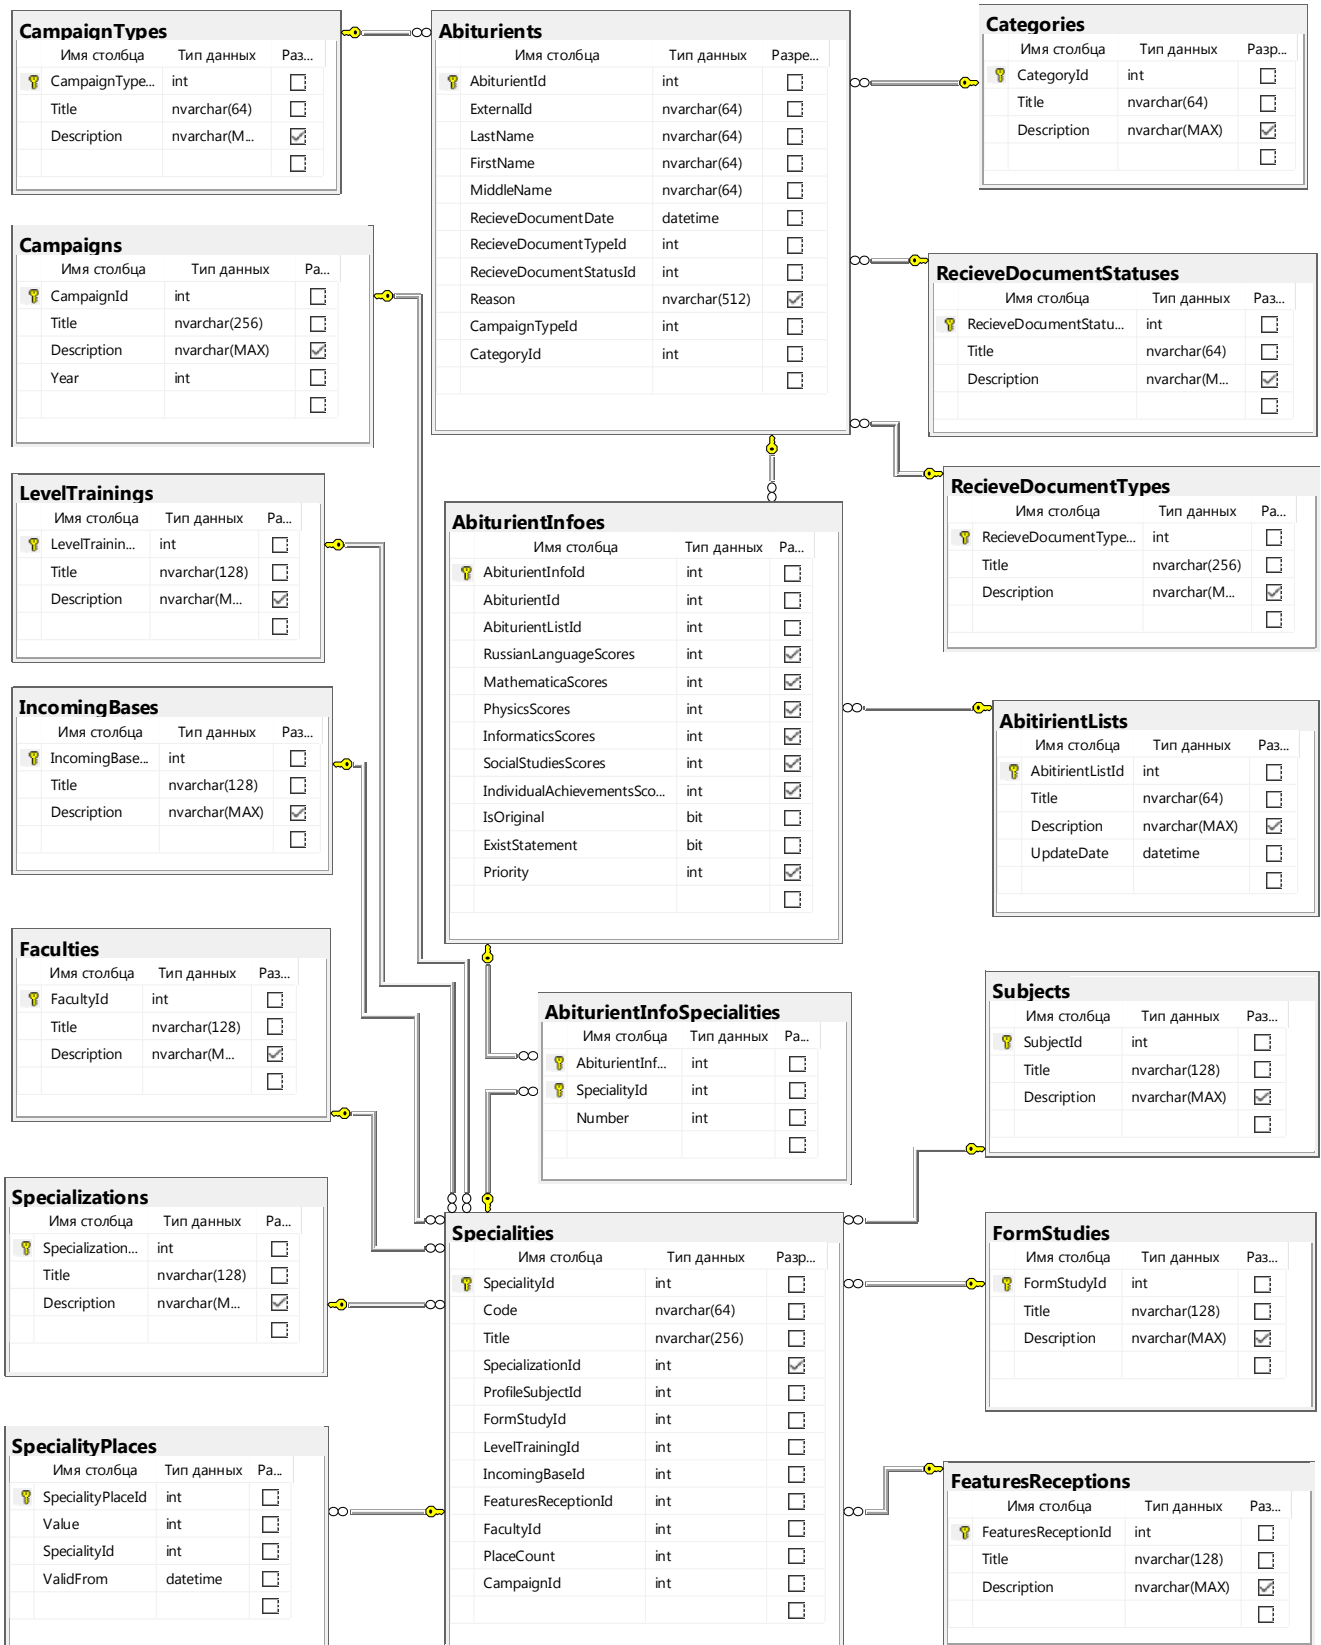 CampaignTypes
Имя столбца Тип данных Раз...
CampaignType... int
Title nvarchar(64)
Description nvarchar(M...
Campaigns
Имя столбца Тип данных Ра...
CampaignId int
Title nvarchar(256)
Description nvarchar(MAX)
Year int
LevelTrainings
Имя столбца Тип данных Ра...
LevelTrainin... int
Title nvarchar(128)
Description nvarchar(M...
IncomingBases
Имя столбца Тип данных Раз...
IncomingBase... int
Title nvarchar(128)
Description nvarchar(MAX)
Faculties
Имя столбца Тип данных Раз...
FacultyId int
Title nvarchar(128)
Description nvarchar(M...
Specializations
Имя столбца Тип данных Ра...
Specialization... int
Title nvarchar(128)
Description nvarchar(M...
SpecialityPlaces
Имя столбца Тип данных Ра...
SpecialityPlaceId int
Value int
SpecialityId int
ValidFrom datetime
Abiturients
Имя столбца Тип данных Разре...
AbiturientId int
ExternalId nvarchar(64)
LastName nvarchar(64)
FirstName nvarchar(64)
MiddleName nvarchar(64)
RecieveDocumentDate datetime
RecieveDocumentTypeId int
RecieveDocumentStatusId int
Reason nvarchar(512)
CampaignTypeId int
CategoryId int
AbiturientInfoes
Имя столбца Тип данных Ра...
AbiturientInfoId int
AbiturientId int
AbiturientListId int
RussianLanguageScores int
MathematicaScores int
PhysicsScores int
InformaticsScores int
SocialStudiesScores int
IndividualAchievementsSco... int
IsOriginal bit
ExistStatement bit
Priority int
AbiturientInfoSpecialities
Имя столбца Тип данных Ра...
AbiturientInf... int
SpecialityId int
Number int
Specialities
Имя столбца Тип данных Разр...
SpecialityId int
Code nvarchar(64)
Title nvarchar(256)
SpecializationId int
ProfileSubjectId int
FormStudyId int
LevelTrainingId int
IncomingBaseId int
FeaturesReceptionId int
FacultyId int
PlaceCount int
CampaignId int
Categories
Имя столбца Тип данных Разр...
CategoryId int
Title nvarchar(64)
Description nvarchar(MAX)
RecieveDocumentStatuses
Имя столбца Тип данных Раз...
RecieveDocumentStatu... int
Title nvarchar(64)
Description nvarchar(M...
RecieveDocumentTypes
Имя столбца Тип данных Ра...
RecieveDocumentType... int
Title nvarchar(256)
Description nvarchar(M...
AbitirientLists
Имя столбца Тип данных Раз...
AbitirientListId int
Title nvarchar(64)
Description nvarchar(MAX)
UpdateDate datetime
Subjects
Имя столбца Тип данных Раз...
SubjectId int
Title nvarchar(128)
Description nvarchar(MAX)
FormStudies
Имя столбца Тип данных Раз...
FormStudyId int
Title nvarchar(128)
Description nvarchar(MAX)
FeaturesReceptions
Имя столбца Тип данных Раз...
FeaturesReceptionId int
Title nvarchar(128)
Description nvarchar(MAX)